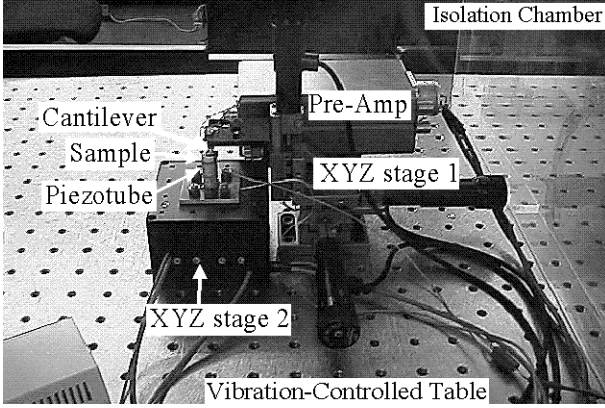 Isolation Chamber
Pre-Amp
Cantilever
Sample
XYZ stage 1
Piezotube
XYZ stage 2
Vibration-Controlled Table